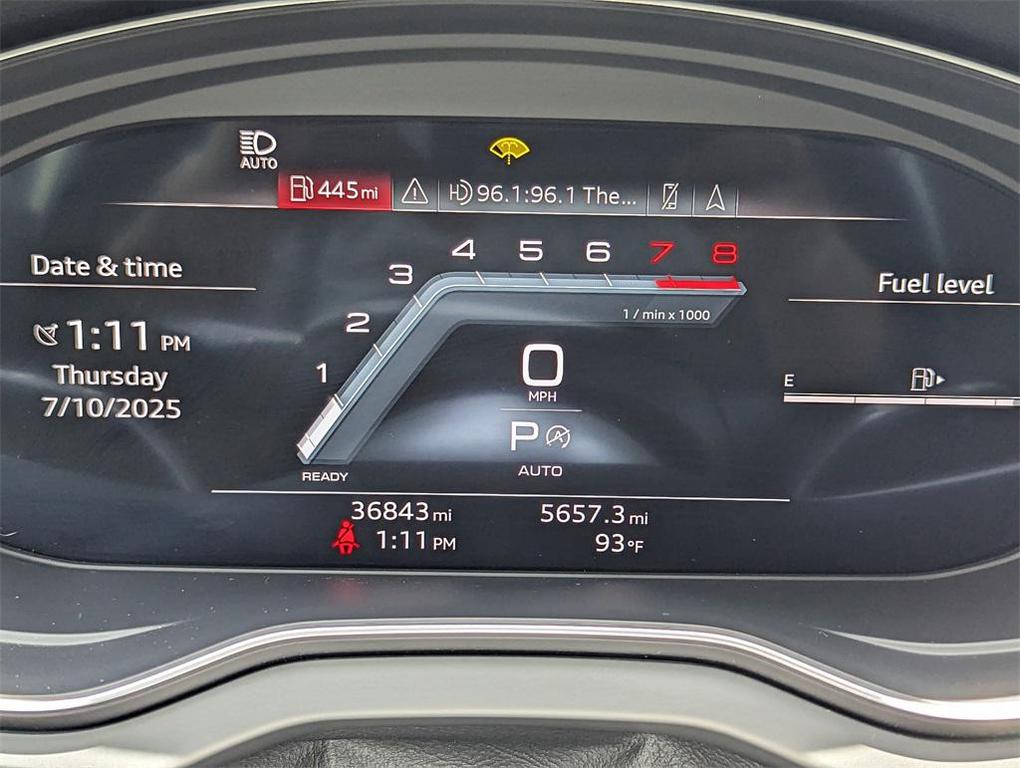 AUTO
445 mi
96.1:96.1 The...
Date & time
1:11 PM
Thursday
7/10/2025
1 2 3 4 5 6 7 8
1 / min x 1000
0
MPH
P A
AUTO
READY
Fuel level
E
36843 mi
5657.3 mi
1:11 PM
93°F